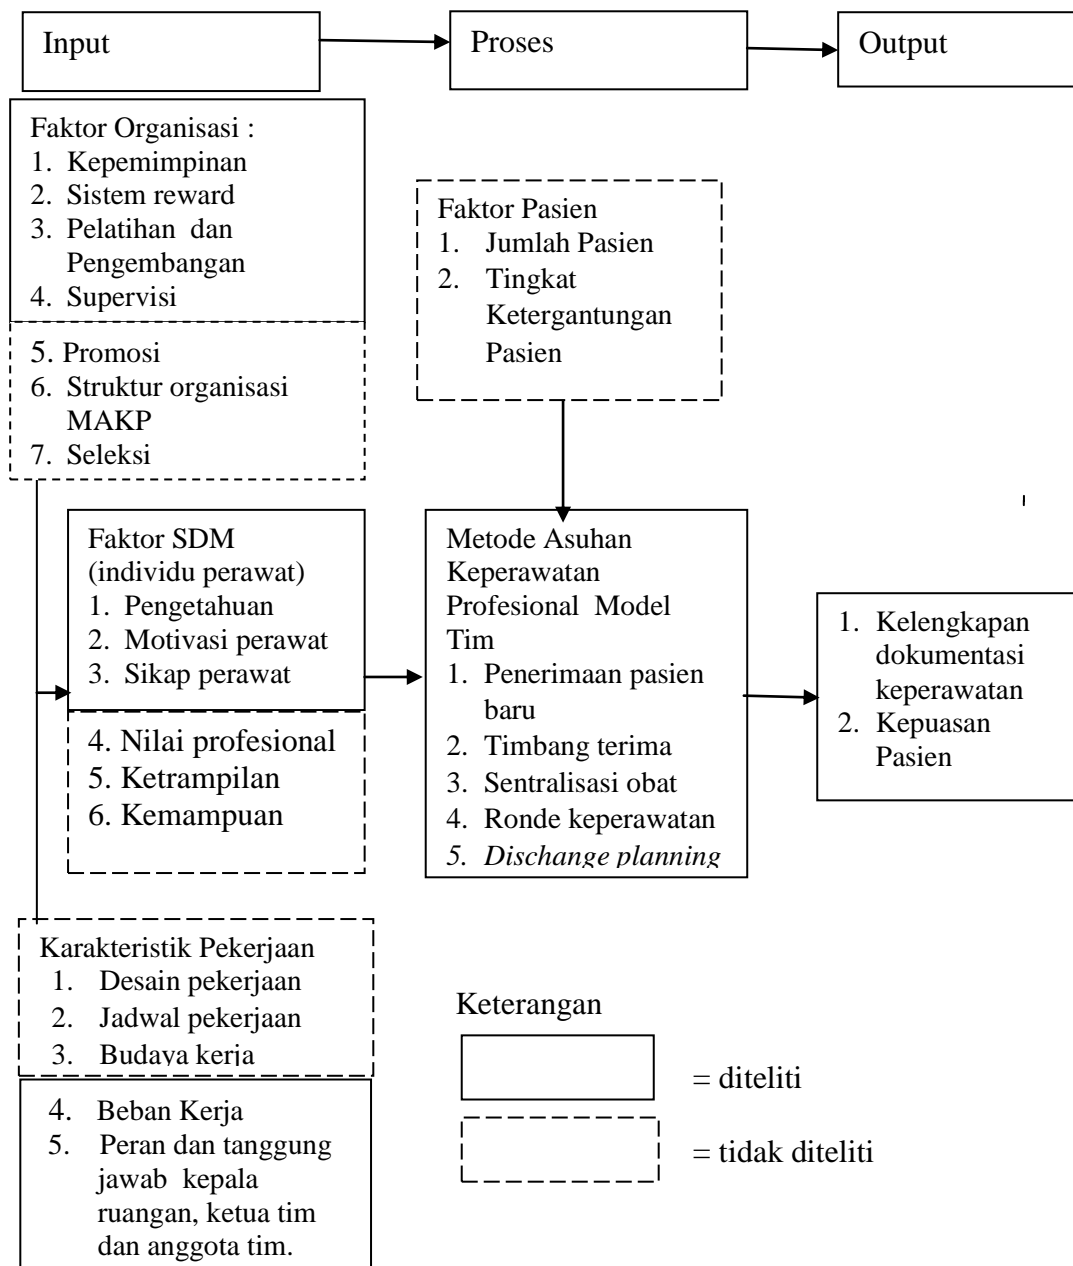 Input
Proses
Output
Faktor Organisasi :
1. Kepemimpinan
2. Sistem reward
3. Pelatihan dan
Pengembangan
4. Supervisi
5. Promosi
6. Struktur organisasi
MAKP
7. Seleksi
Faktor Pasien
1. Jumlah Pasien
2. Tingkat
Ketergantungan
Pasien
Faktor SDM
(individu perawat)
1. Pengetahuan
2. Motivasi perawat
3. Sikap perawat
4. Nilai profesional
5. Ketrampilan
6. Kemampuan
Metode Asuhan
Keperawatan
Profesional Model
Tim
1. Penerimaan pasien
baru
2. Timbang terima
3. Sentralisasi obat
4. Ronde keperawatan
5. Dischange planning
1. Kelengkapan
dokumentasi
keperawatan
2. Kepuasan
Pasien
Karakteristik Pekerjaan
1. Desain pekerjaan
2. Jadwal pekerjaan
3. Budaya kerja
4. Beban Kerja
5. Peran dan tanggung
jawab kepala
ruangan, ketua tim
dan anggota tim.
Keterangan
= diteliti
= tidak diteliti